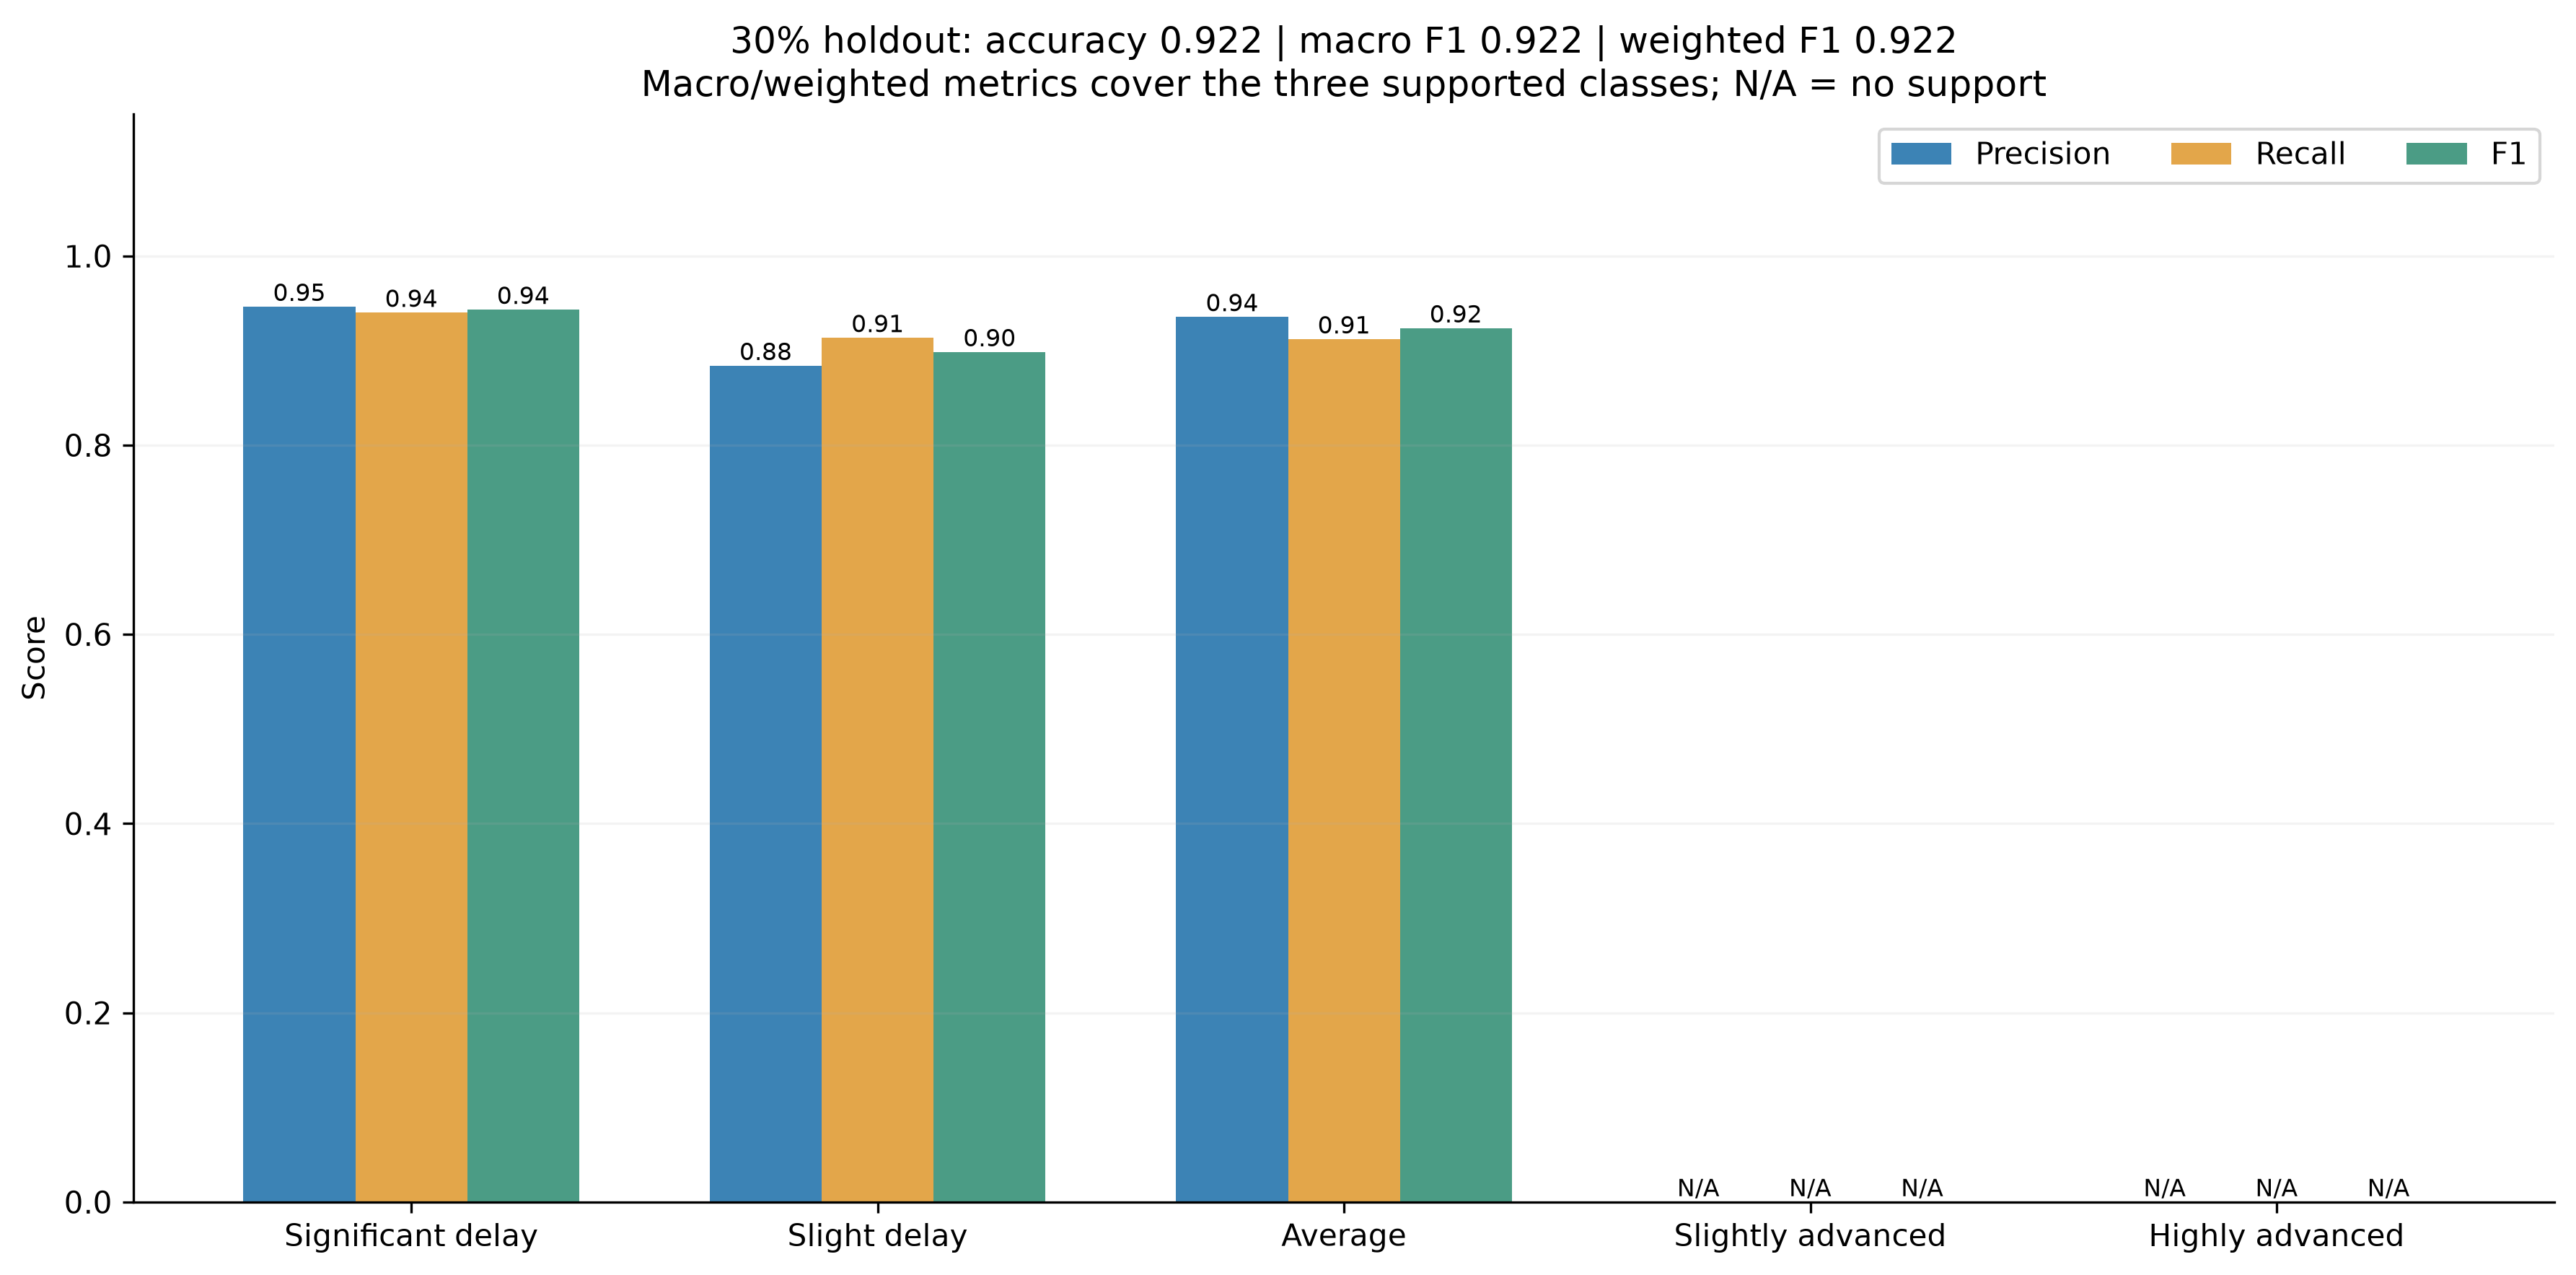 30% holdout: accuracy 0.922 | macro F1 0.922 | weighted F1 0.922
Macro/weighted metrics cover the three supported classes; N/A = no support
Precision Recall F1
Score
1.0
0.8
0.6
0.4
0.2
0.0
0.95 0.94 0.94
0.88 0.91 0.90
0.94 0.91 0.92
N/A N/A N/A
N/A N/A N/A
Significant delay Slight delay Average Slightly advanced Highly advanced